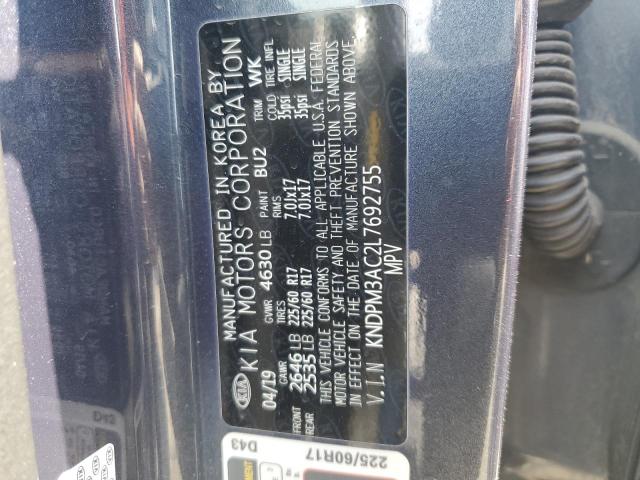 KIA
MANUFACTURED IN KOREA BY
KIA MOTORS CORPORATION
04/19 GVWR 4630LB PAINT BU2 TRIM WK
GAWR TIRES RIMS COLD TIRE INFL
FRONT 2646LB 225/60 R17 7.0Jx17 35psi SINGLE
REAR 2535LB 225/60 R17 7.0Jx17 35psi SINGLE
THIS VEHICLE CONFORMS TO ALL APPLICABLE U.S.A. FEDERAL
MOTOR VEHICLE SAFETY AND THEFT PREVENTION STANDARDS
IN EFFECT ON THE DATE OF MANUFACTURE SHOWN ABOVE.
V.I.N KNDPM3AC2L7692755
MPV
D43
225/60R17